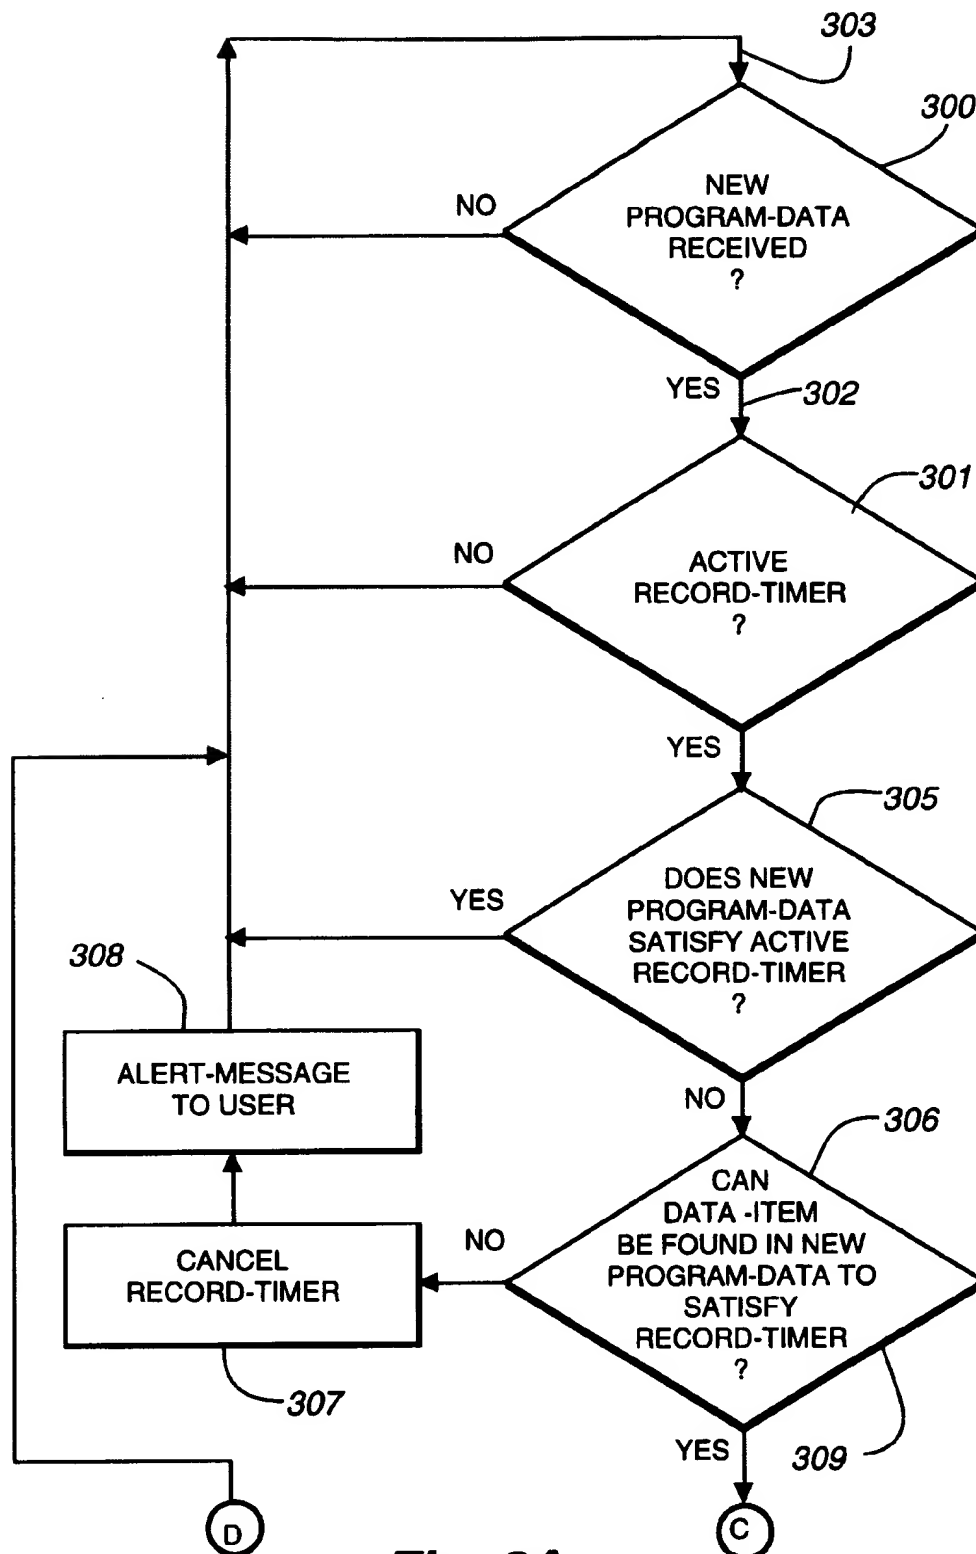 303
300
NEW
PROGRAM-DATA
RECEIVED
?
NO
YES
302
301
ACTIVE
RECORD-TIMER
?
NO
YES
305
DOES NEW
PROGRAM-DATA
SATISFY ACTIVE
RECORD-TIMER
?
YES
NO
308
ALERT-MESSAGE
TO USER
306
CAN
DATA -ITEM
BE FOUND IN NEW
PROGRAM-DATA TO
SATISFY
RECORD-TIMER
?
NO
CANCEL
RECORD-TIMER
307
YES
309
D
C